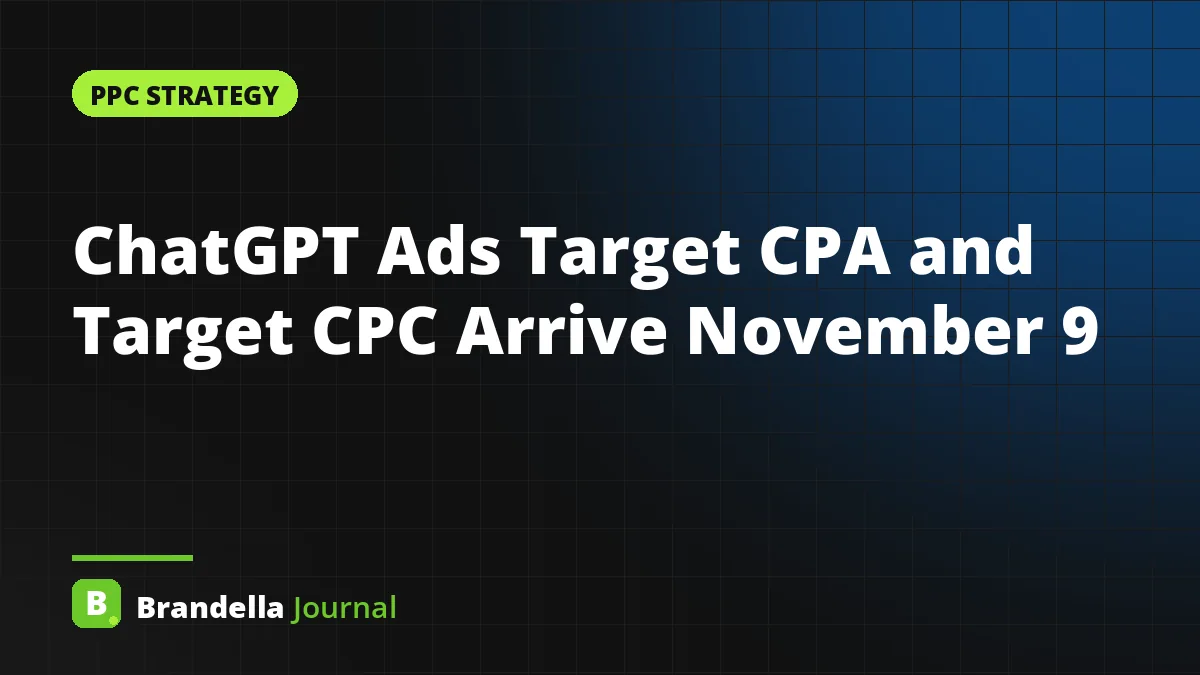 PPC STRATEGY
ChatGPT Ads Target CPA and
Target CPC Arrive November 9
B
Brandella Journal